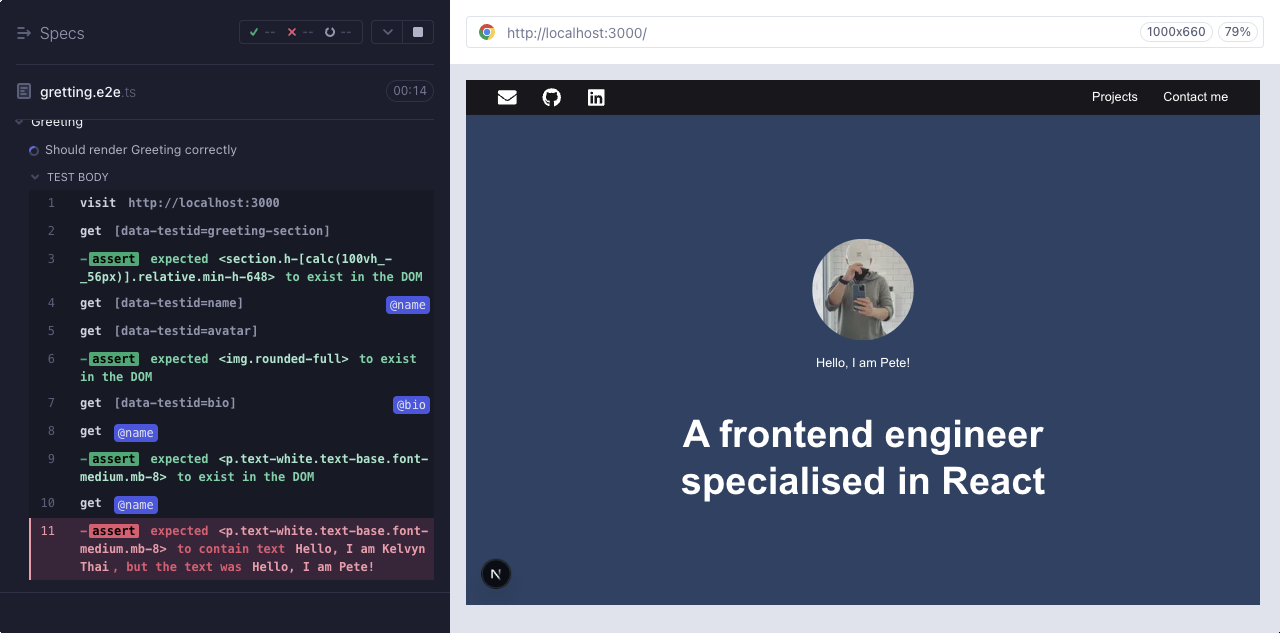 Specs
-- -- --
gretting.e2e.ts
00:14
Greeting
Should render Greeting correctly
TEST BODY
1 visit http://localhost:3000
2 get [data-testid=greeting-section]
3 -assert expected <section.h-[calc(100vh_-
_56px)].relative.min-h-648> to exist in the DOM
4 get [data-testid=name] @name
5 get [data-testid=avatar]
6 -assert expected <img.rounded-full> to exist
in the DOM
7 get [data-testid=bio] @bio
8 get @name
9 -assert expected <p.text-white.text-base.font-
medium.mb-8> to exist in the DOM
10 get @name
11 -assert expected <p.text-white.text-base.font-
medium.mb-8> to contain text Hello, I am Kelvyn
Thai, but the text was Hello, I am Pete!
http://localhost:3000/
1000x660 79%
Projects Contact me
Hello, I am Pete!
A frontend engineer
specialised in React
N